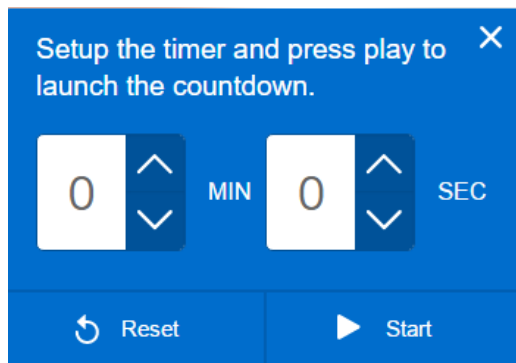 Setup the timer and press play to
launch the countdown.
0 MIN 0 SEC
Reset Start